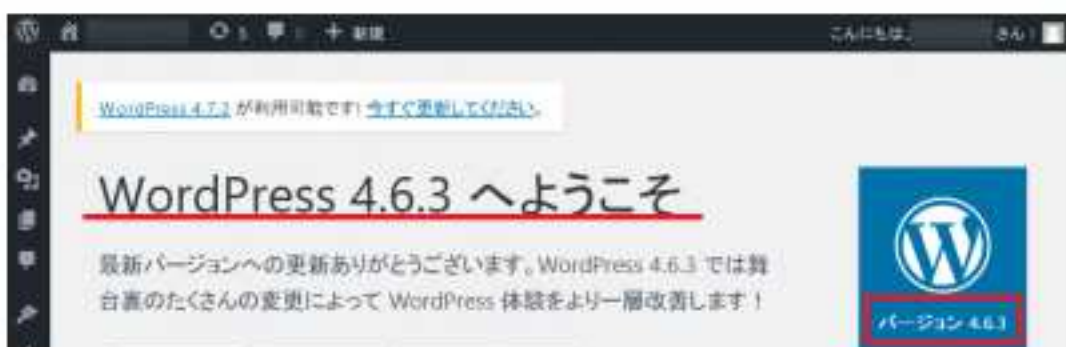 5 + 新規
こんにちは、 さん！
WordPress 4.7.2 が利用可能です! 今すぐ更新してください。
WordPress 4.6.3 へようこそ
最新バージョンへの更新ありがとうございます。WordPress 4.6.3 では舞
台裏のたくさんの変更によって WordPress 体験をより一層改善します！
バージョン 4.6.3